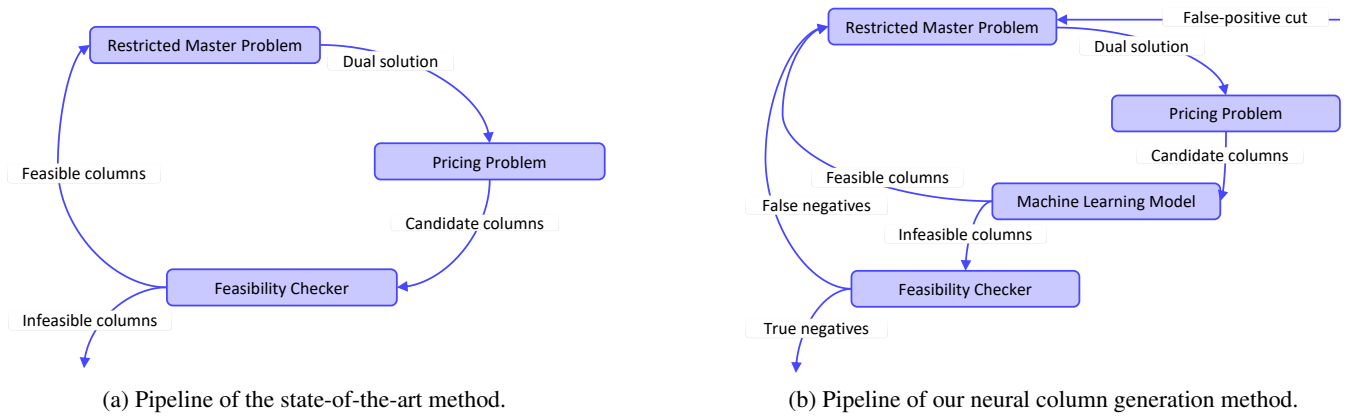 Restricted Master Problem
Dual solution
Pricing Problem
Feasible columns
Candidate columns
Feasibility Checker
Infeasible columns
(a) Pipeline of the state-of-the-art method.
False-positive cut
Restricted Master Problem
Dual solution
Pricing Problem
Candidate columns
Feasible columns
Machine Learning Model
False negatives
Infeasible columns
Feasibility Checker
True negatives
(b) Pipeline of our neural column generation method.